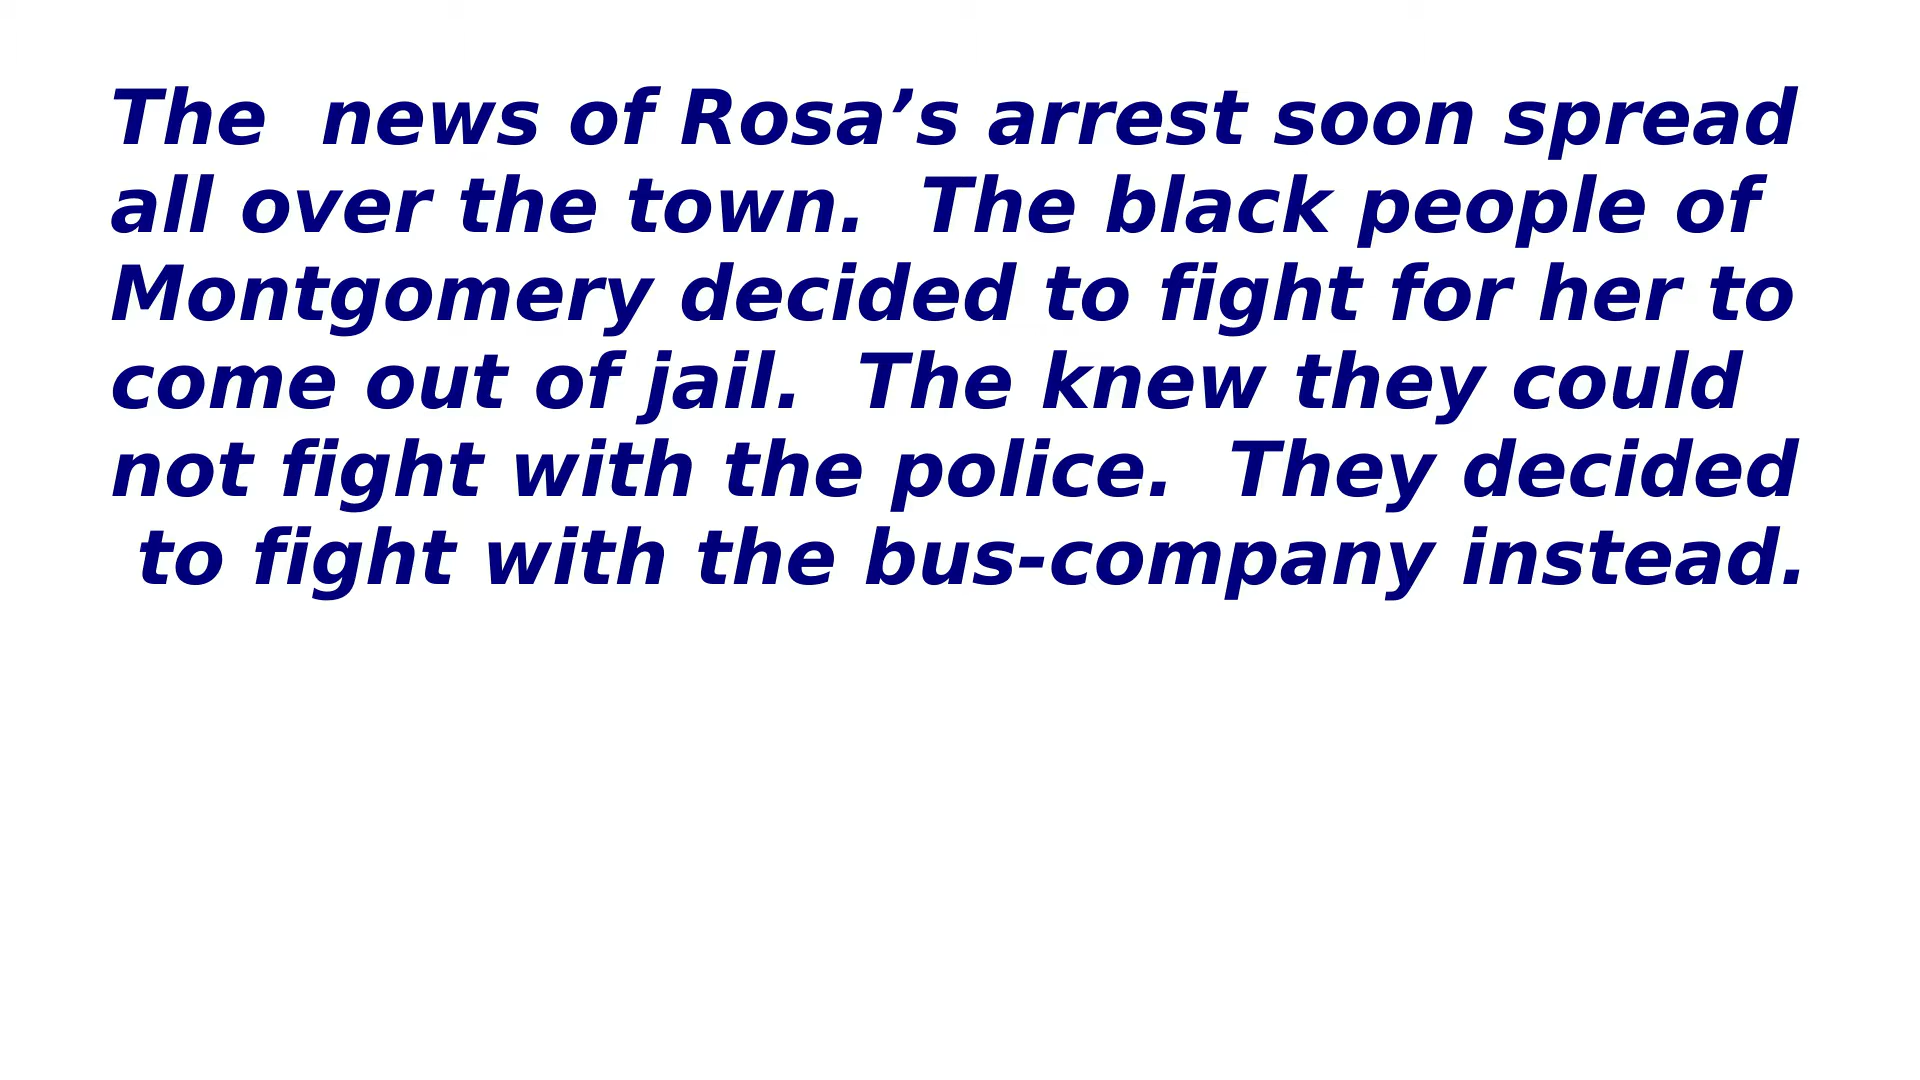 The  news of Rosa’s arrest soon spread
all over the town.  The black people of
Montgomery decided to fight for her to
come out of jail.  The knew they could
not fight with the police.  They decided
to fight with the bus-company instead.